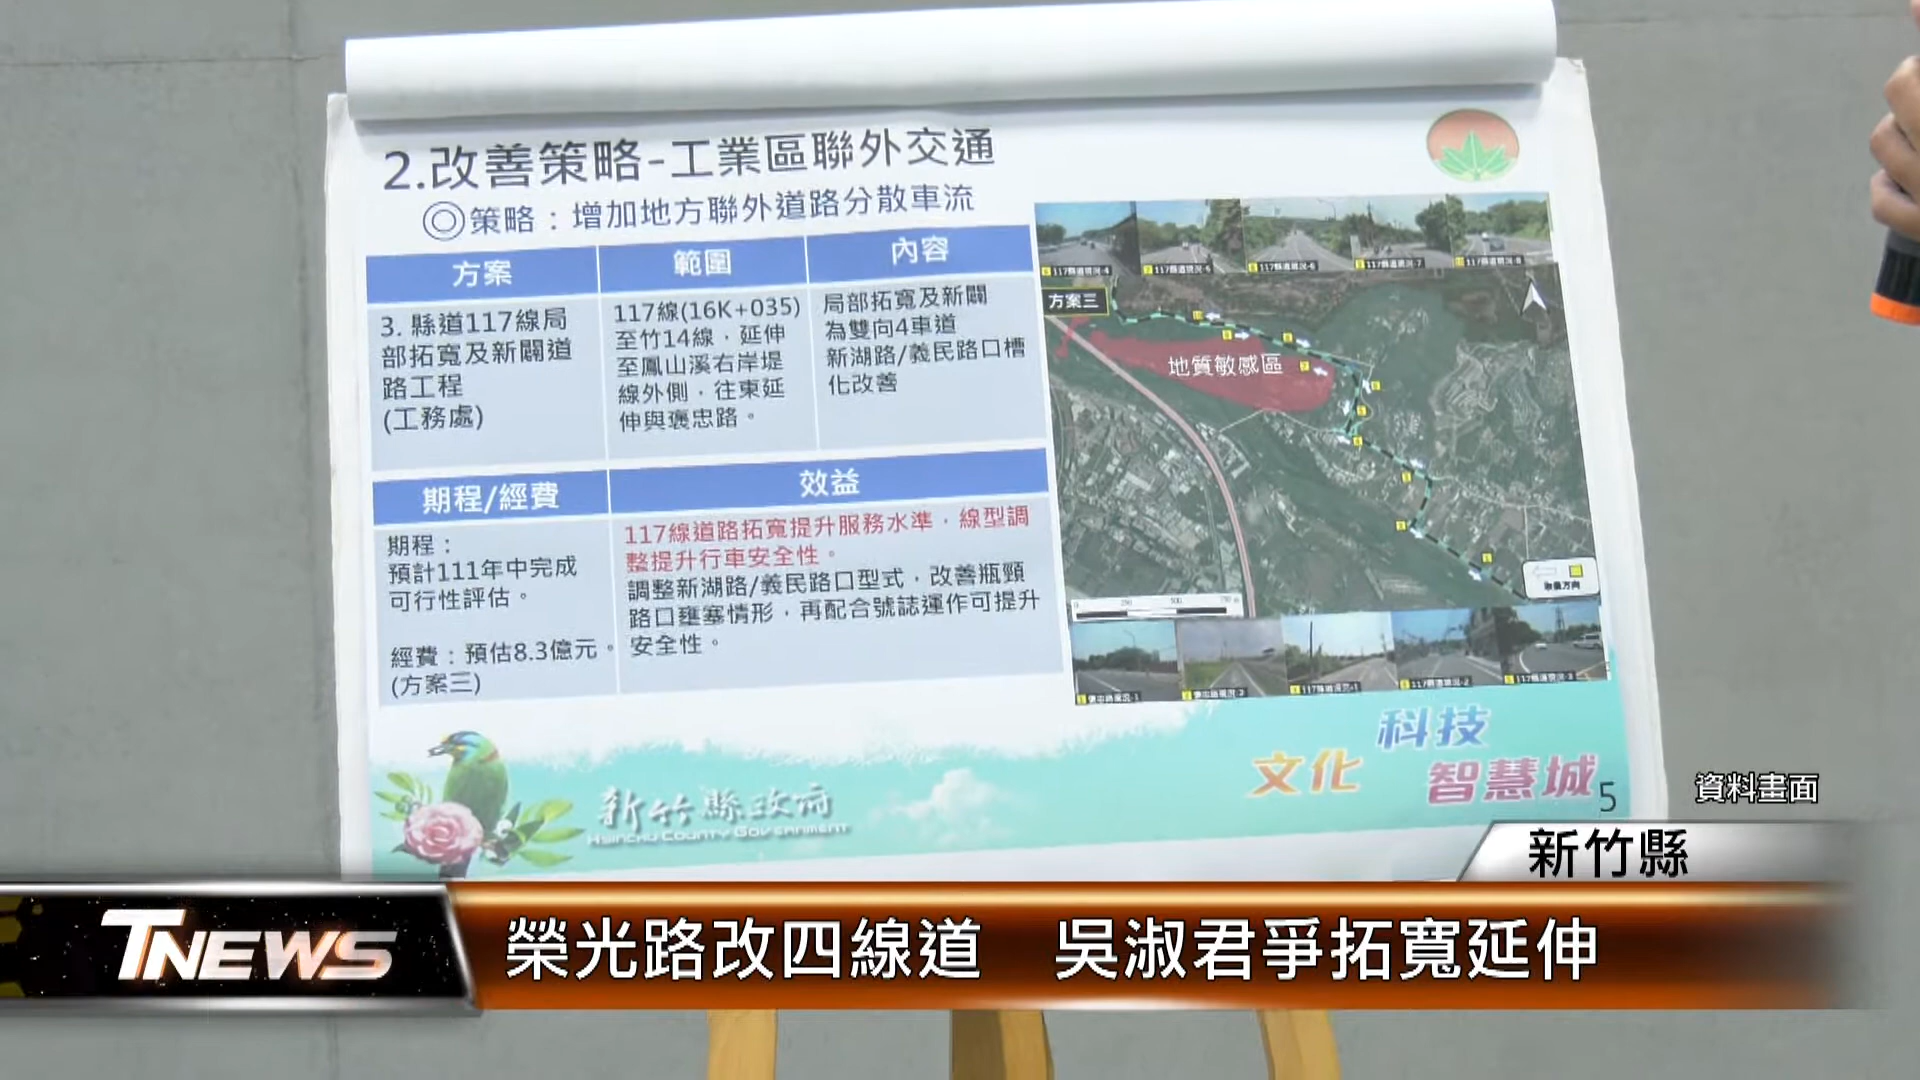 2.改善策略-工業區聯外交通
◎策略：增加地方聯外道路分散車流
方案
範圍
內容
3. 縣道117線局
部拓寬及新闢道
路工程
(工務處)
117線(16K+035)
至竹14線，延伸
至鳳山溪右岸堤
線外側，往東延
伸與褒忠路。
局部拓寬及新闢
為雙向4車道
新湖路/義民路口槽
化改善
期程/經費
效益
期程：
預計111年中完成
可行性評估。
經費：預估8.3億元。
(方案三)
117線道路拓寬提升服務水準，線型調
整提升行車安全性。
調整新湖路/義民路口型式，改善瓶頸
路口壅塞情形，再配合號誌運作可提升
安全性。
方案三
地質敏感區
新竹縣政府
HSINCHU COUNTY GOVERNMENT
科技
文化
智慧城
5
資料畫面
新竹縣
TNEWS
榮光路改四線道 吳淑君爭拓寬延伸